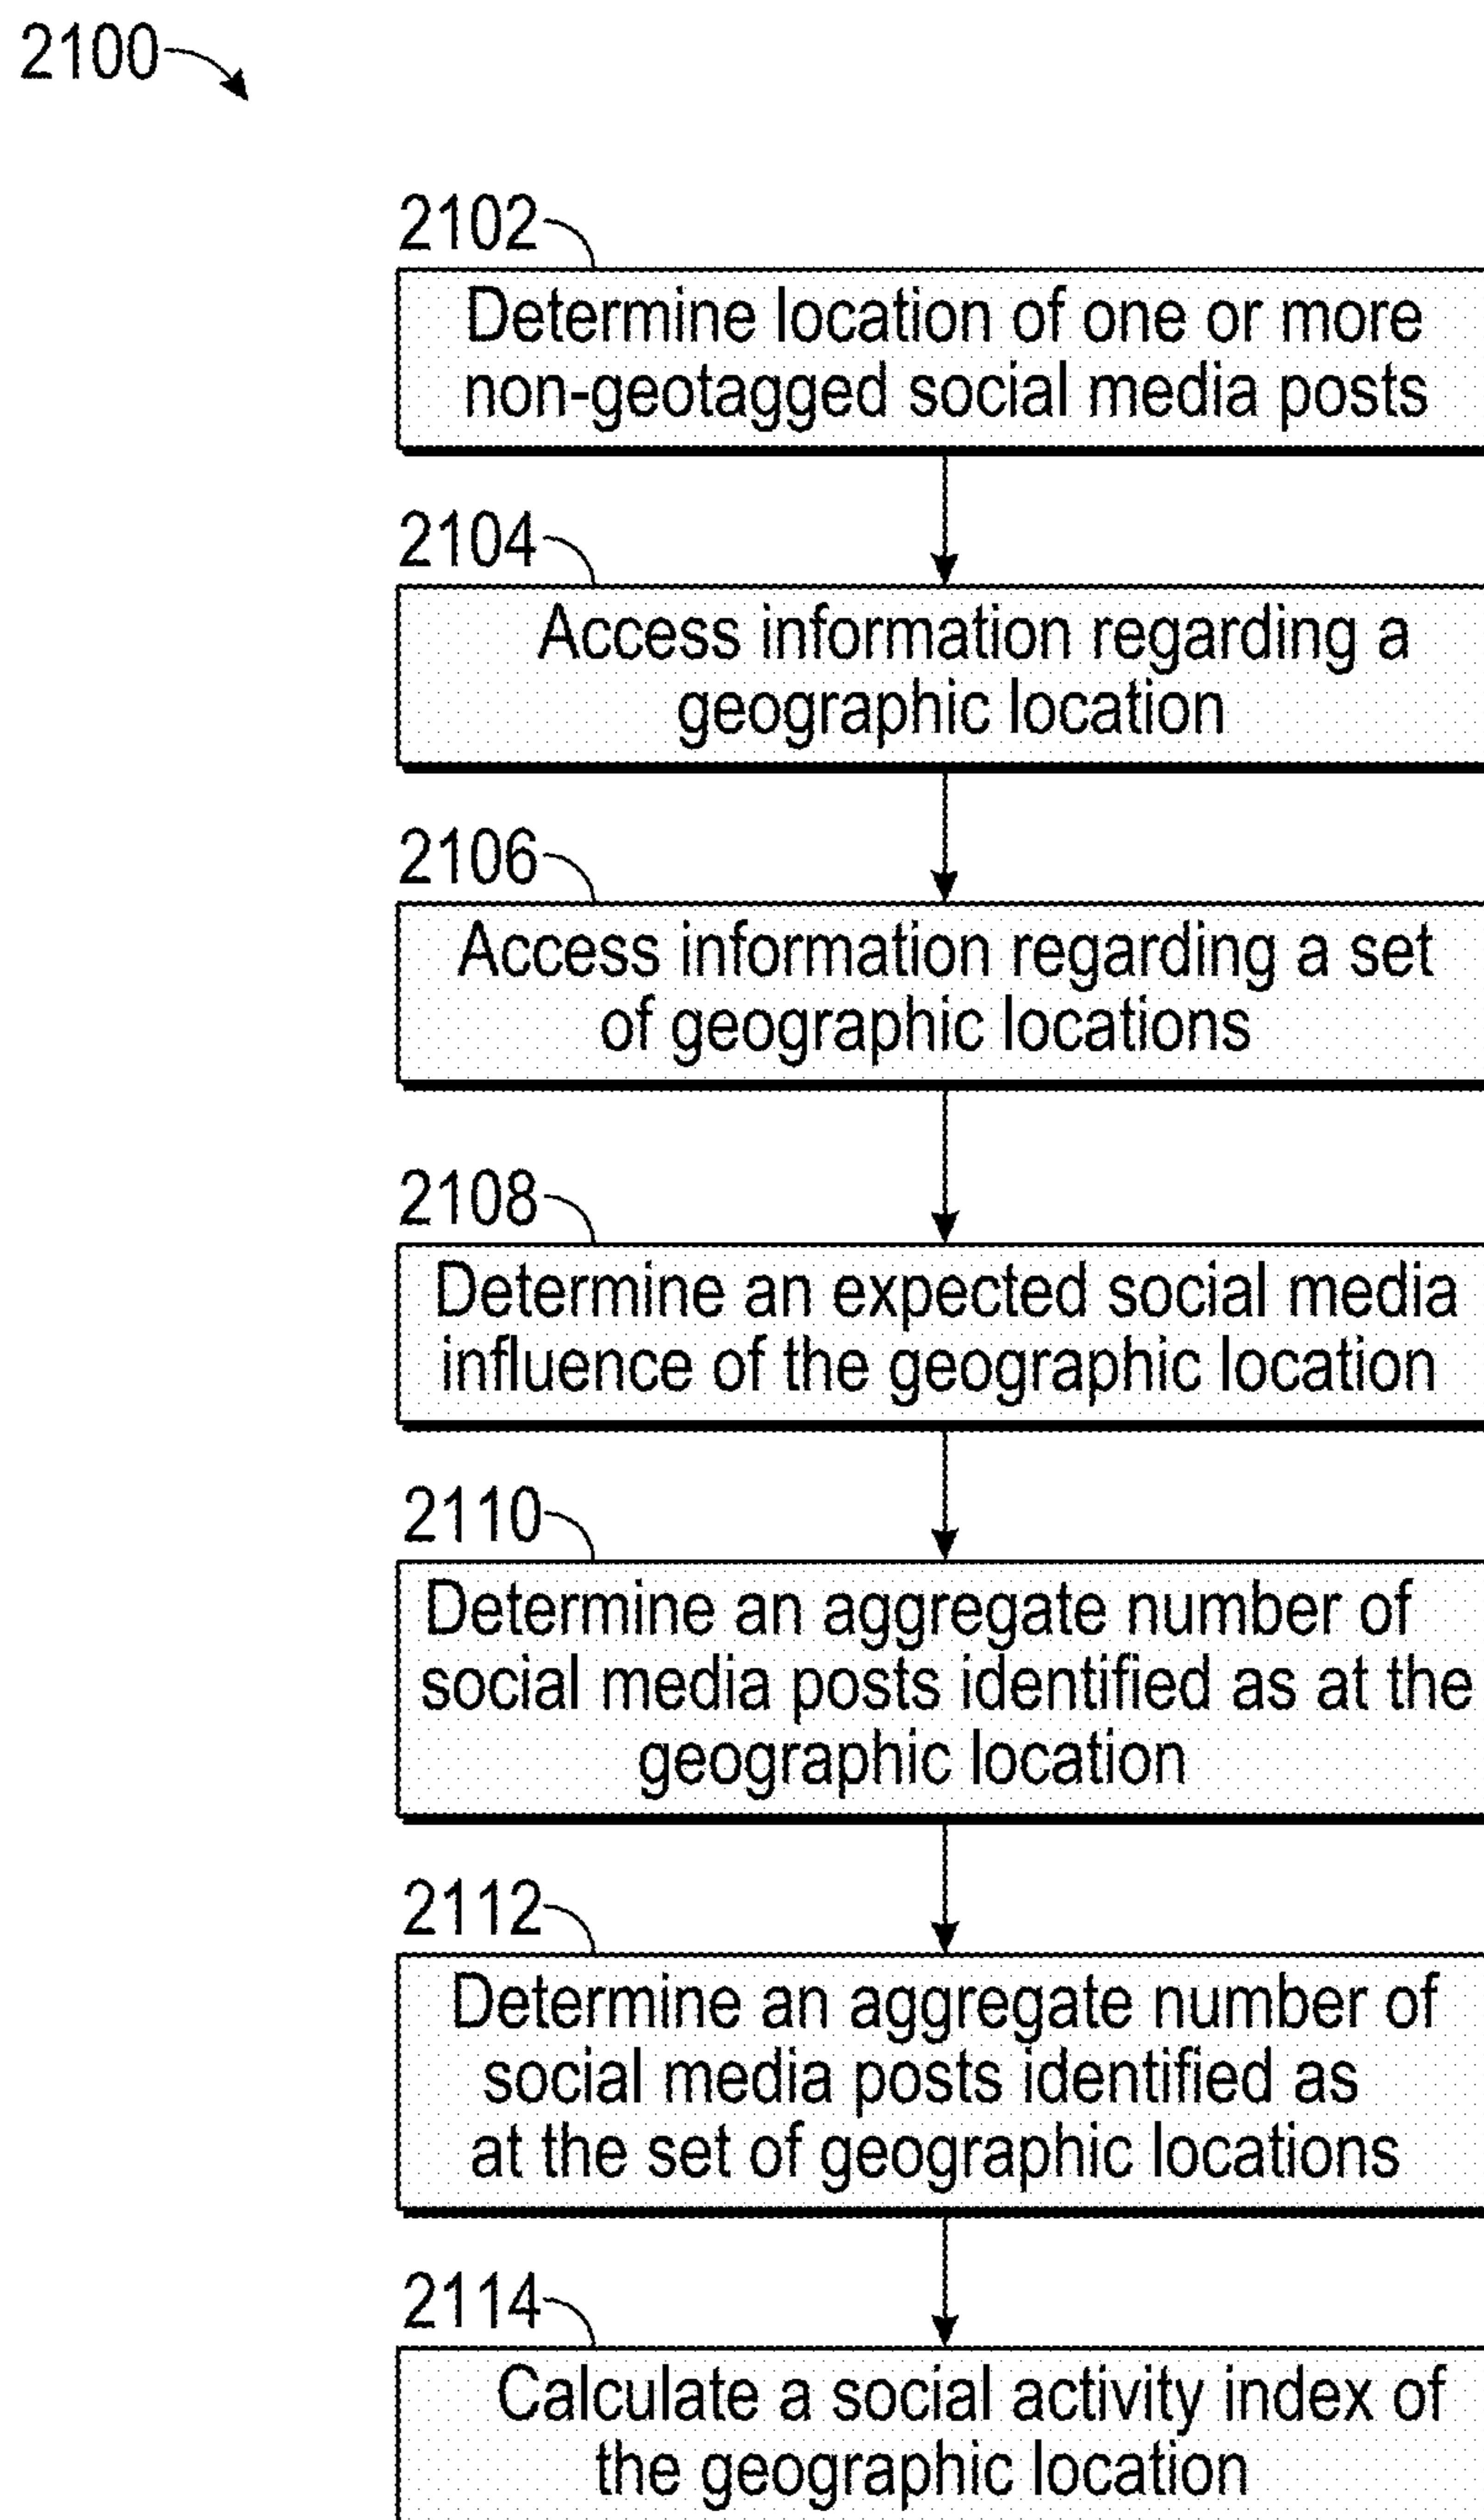 2100
2102
Determine location of one or more
non-geotagged social media posts
2104
Access information regarding a
geographic location
2106
Access information regarding a set
of geographic locations
2108
Determine an expected social media
influence of the geographic location
2110
Determine an aggregate number of
social media posts identified as at the
geographic location
2112
Determine an aggregate number of
social media posts identified as
at the set of geographic locations
2114
Calculate a social activity index of
the geographic location